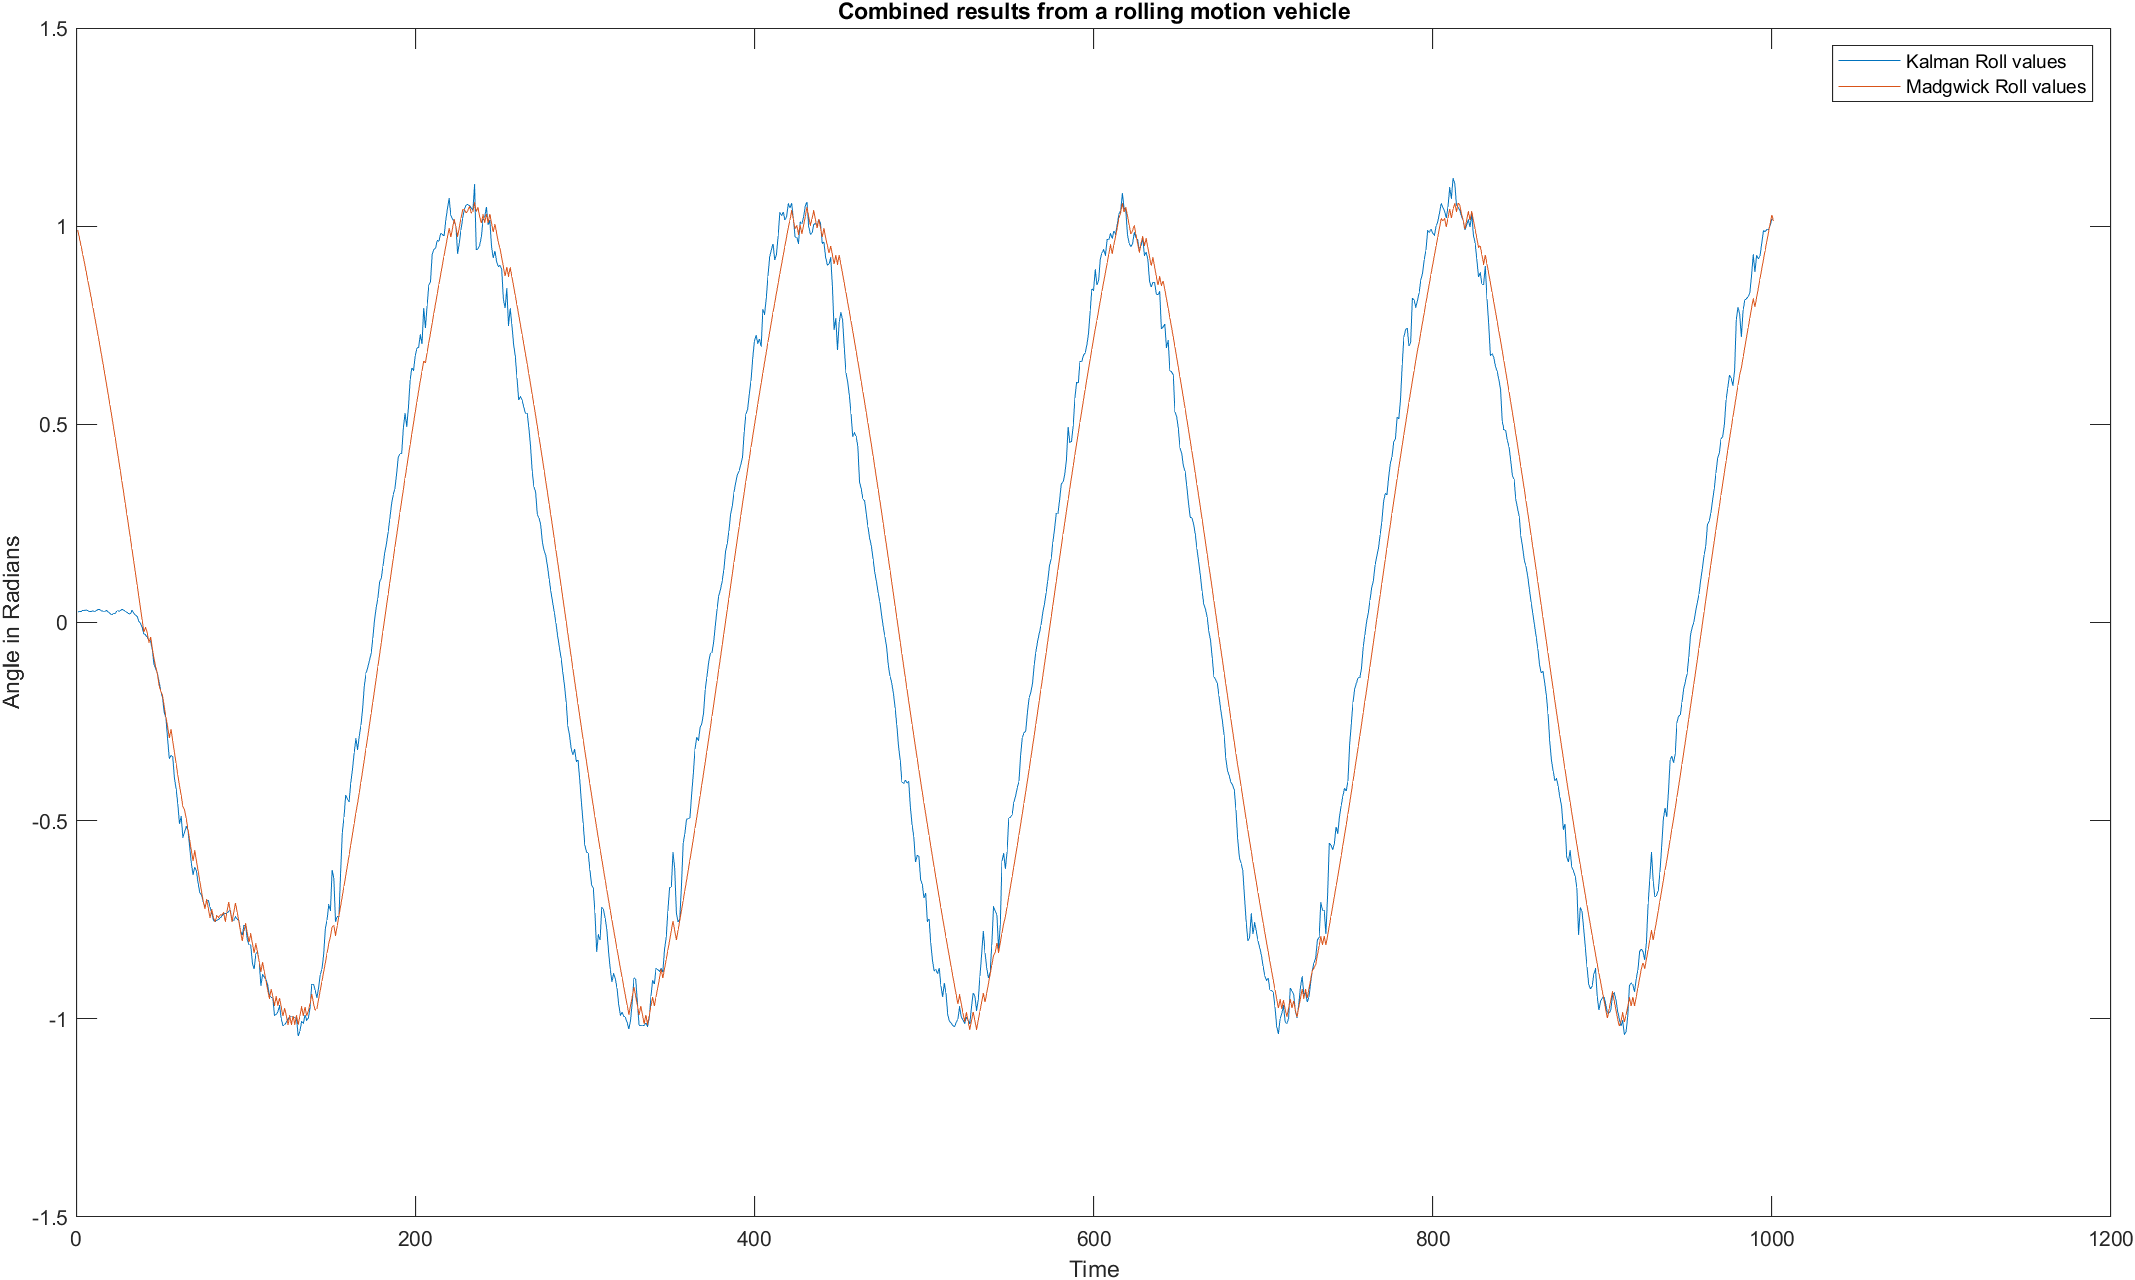 Combined results from a rolling motion vehicle
Kalman Roll values
Madgwick Roll values
1.5
1
0.5
0
-0.5
-1
-1.5
Angle in Radians
0 200 400 600 800 1000 1200
Time